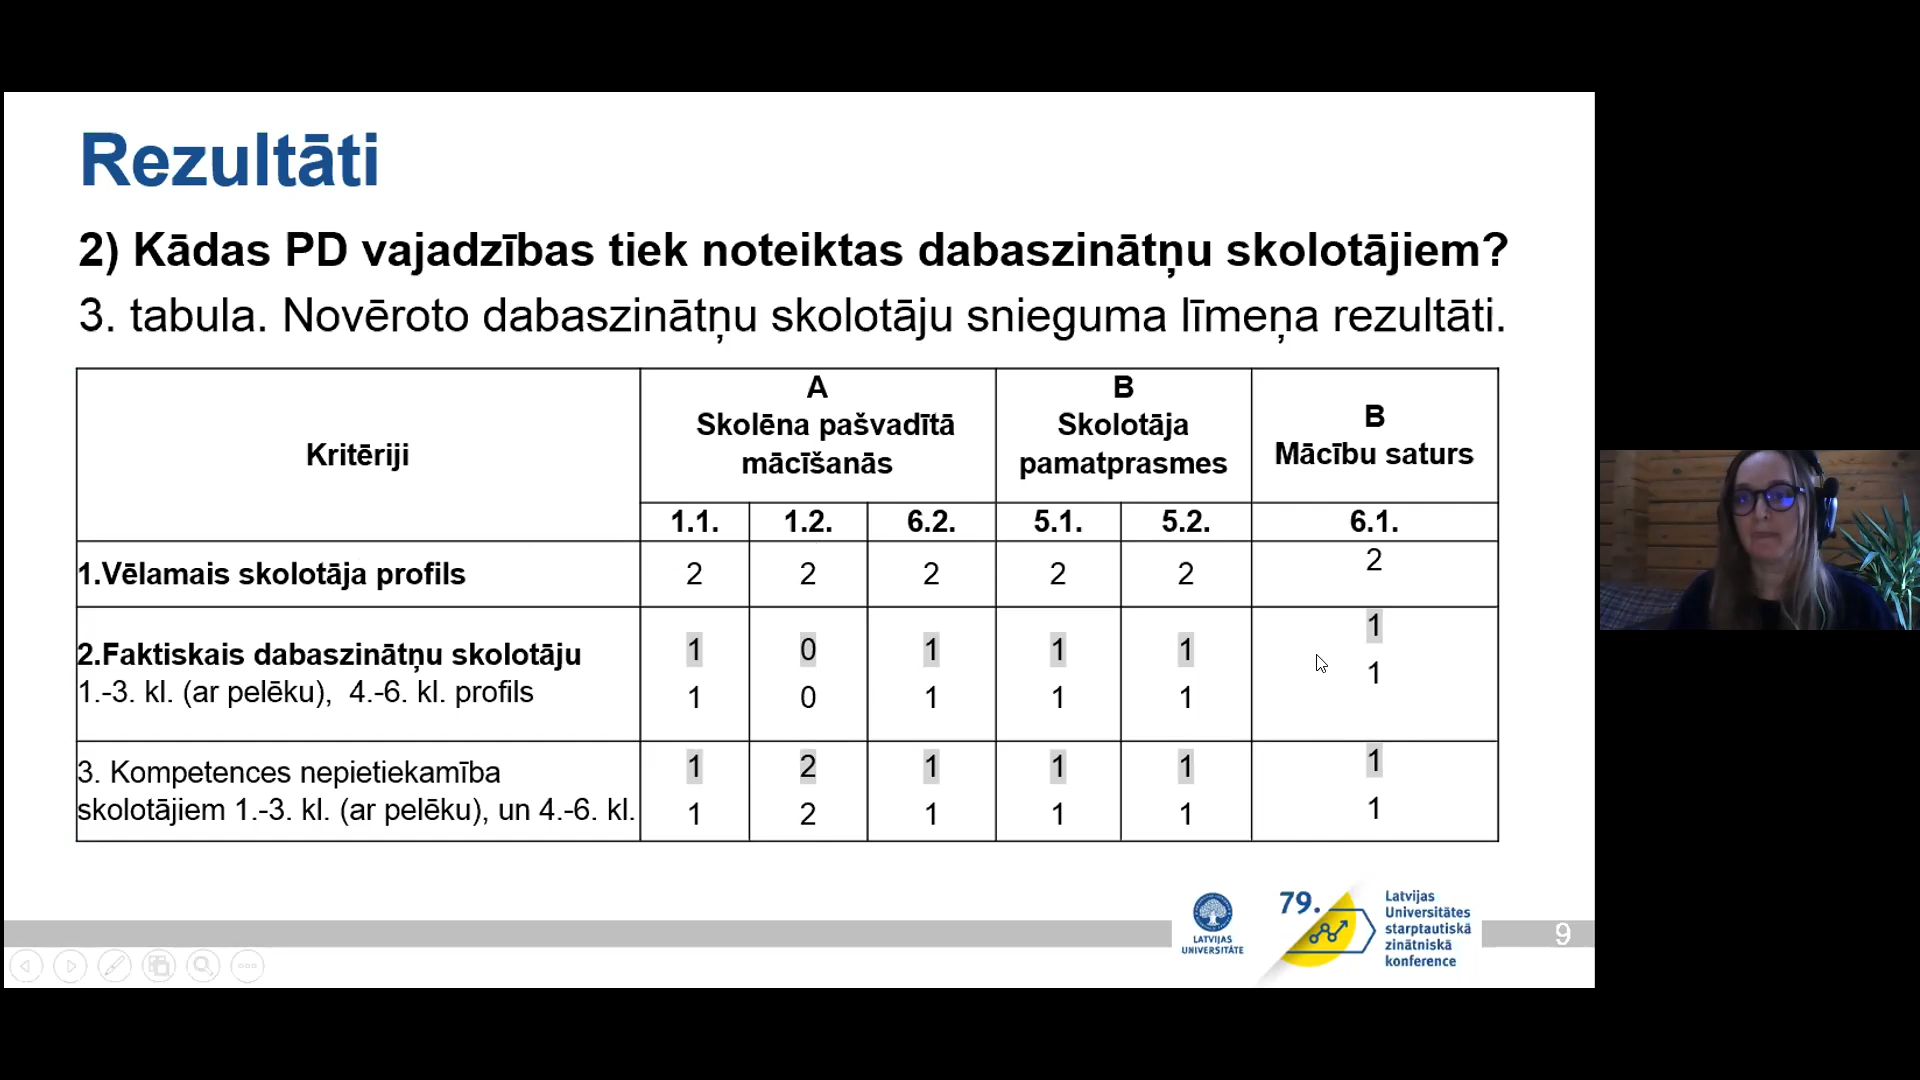 Rezultāti
2) Kādas PD vajadzības tiek noteiktas dabaszinātņu skolotājiem?
3. tabula. Novēroto dabaszinātņu skolotāju snieguma līmeņa rezultāti.
Kritēriji
A
Skolēna pašvadītā
mācīšanās
B
Skolotāja
pamatprasmes
B
Mācību saturs
1.1. 1.2. 6.2. 5.1. 5.2. 6.1.
1.Vēlamais skolotāja profils 2 2 2 2 2 2
2.Faktiskais dabaszinātņu skolotāju 1 0 1 1 1 1
1.-3. kl. (ar pelēku), 4.-6. kl. profils 1 0 1 1 1 1
3. Kompetences nepietiekamība 1 2 1 1 1 1
skolotājiem 1.-3. kl. (ar pelēku), un 4.-6. kl. 1 2 1 1 1 1
LATVIJAS
UNIVERSITĀTE
79.
Latvijas
Universitātes
starptautiskā
zinātniskā
konference
9